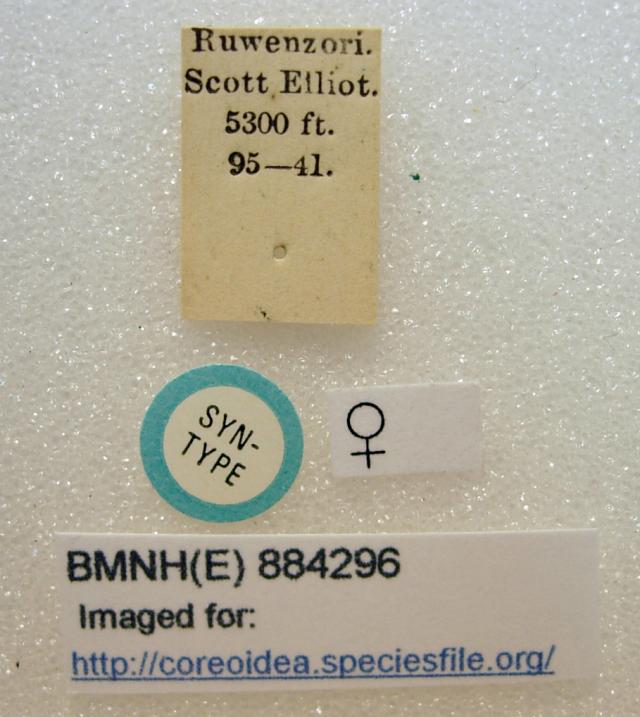 Ruwenzori.
Scott Elliot.
5300 ft.
95—41.
SYN-
TYPE
♀
BMNH(E) 884296
Imaged for:
http://coreoidea.speciesfile.org/